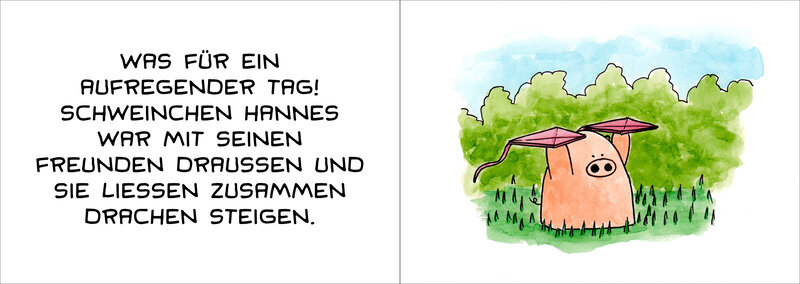 WAS FÜR EIN
AUFREGENDER TAG!
SCHWEINCHEN HANNES
WAR MIT SEINEN
FREUNDEN DRAUSSEN UND
SIE LIESSEN ZUSAMMEN
DRACHEN STEIGEN.